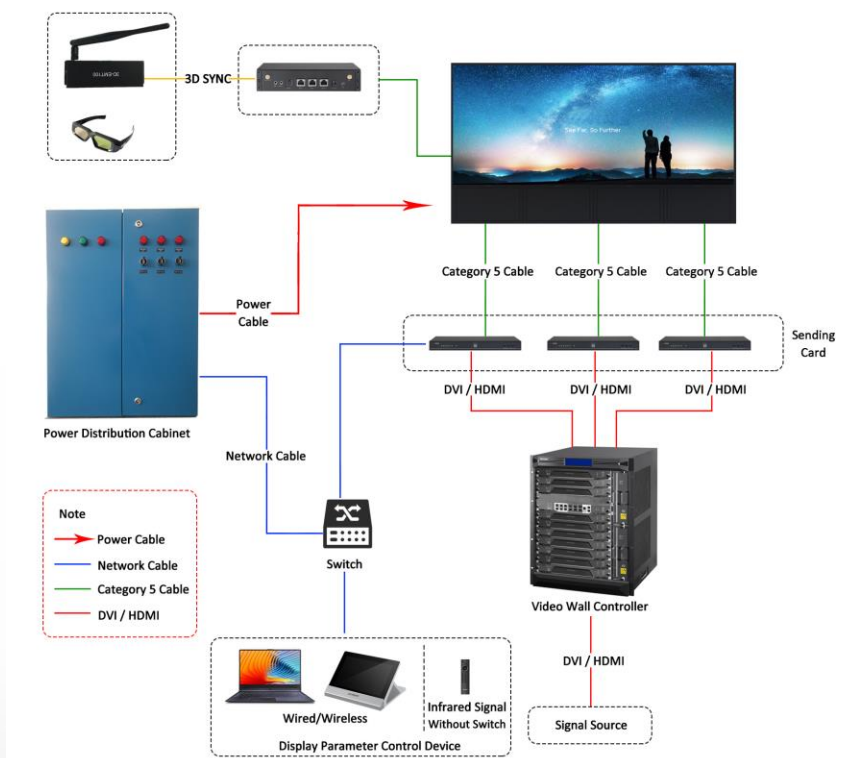 3D SYNC
3D-EMT100
See Far, Go Further
Category 5 Cable
Category 5 Cable
Category 5 Cable
Power
Cable
Sending
Card
DVI / HDMI
DVI / HDMI
DVI / HDMI
Power Distribution Cabinet
Network Cable
Note
Power Cable
Network Cable
Category 5 Cable
DVI / HDMI
Switch
Video Wall Controller
DVI / HDMI
Wired/Wireless
Infrared Signal
Without Switch
Display Parameter Control Device
Signal Source